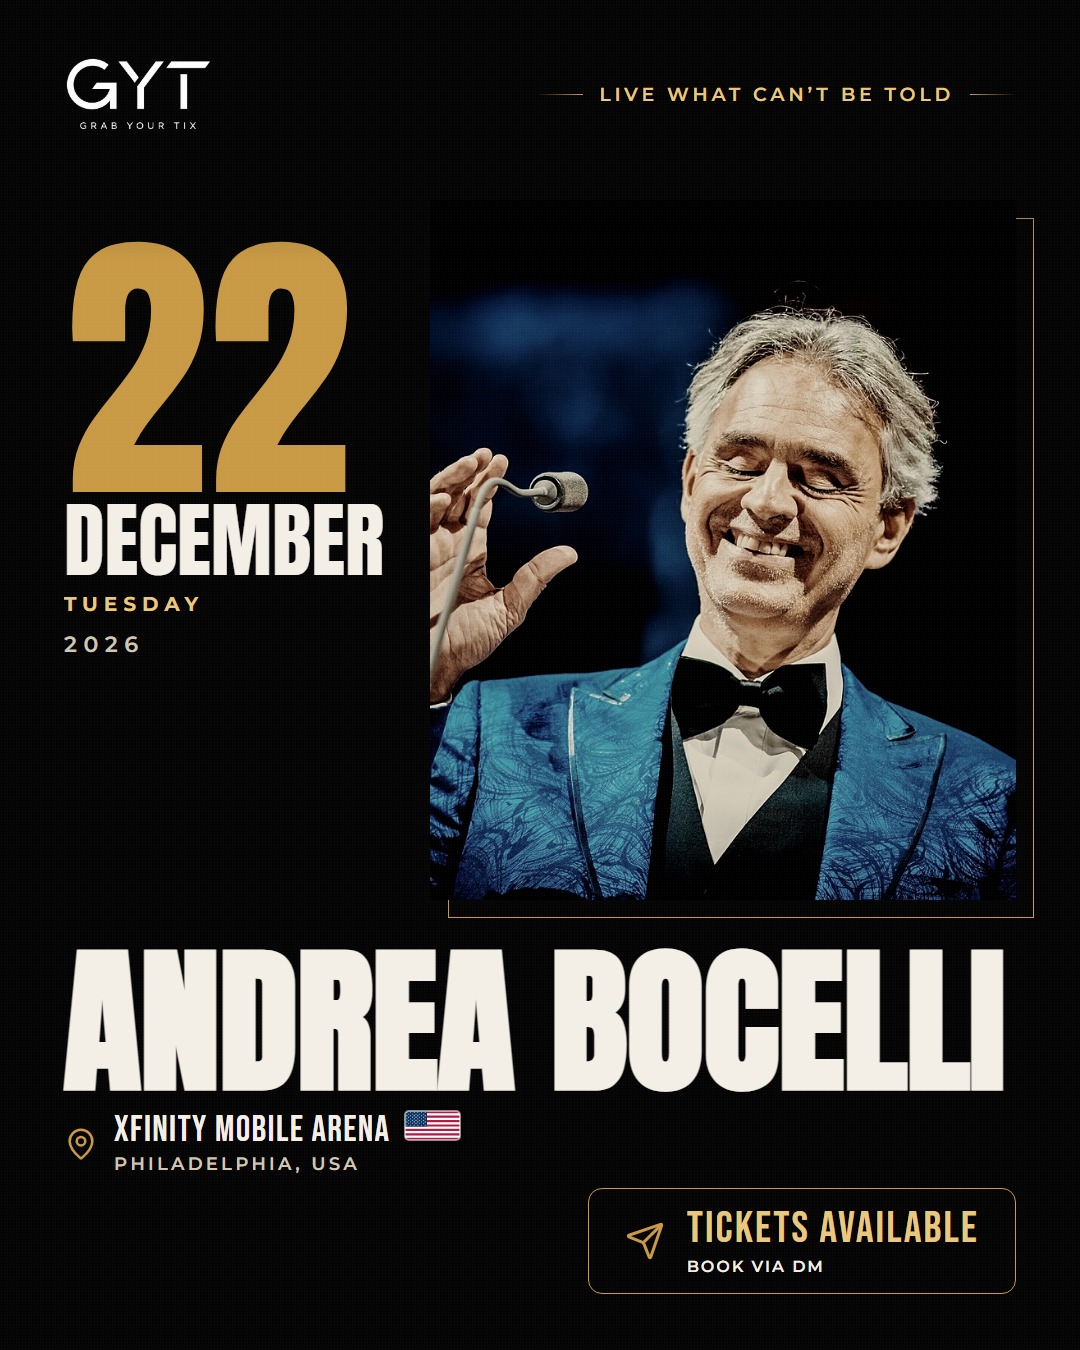 GYT
GRAB YOUR TIX
LIVE WHAT CAN’T BE TOLD
22
DECEMBER
TUESDAY
2026
ANDREA BOCELLI
XFINITY MOBILE ARENA
PHILADELPHIA, USA
TICKETS AVAILABLE
BOOK VIA DM